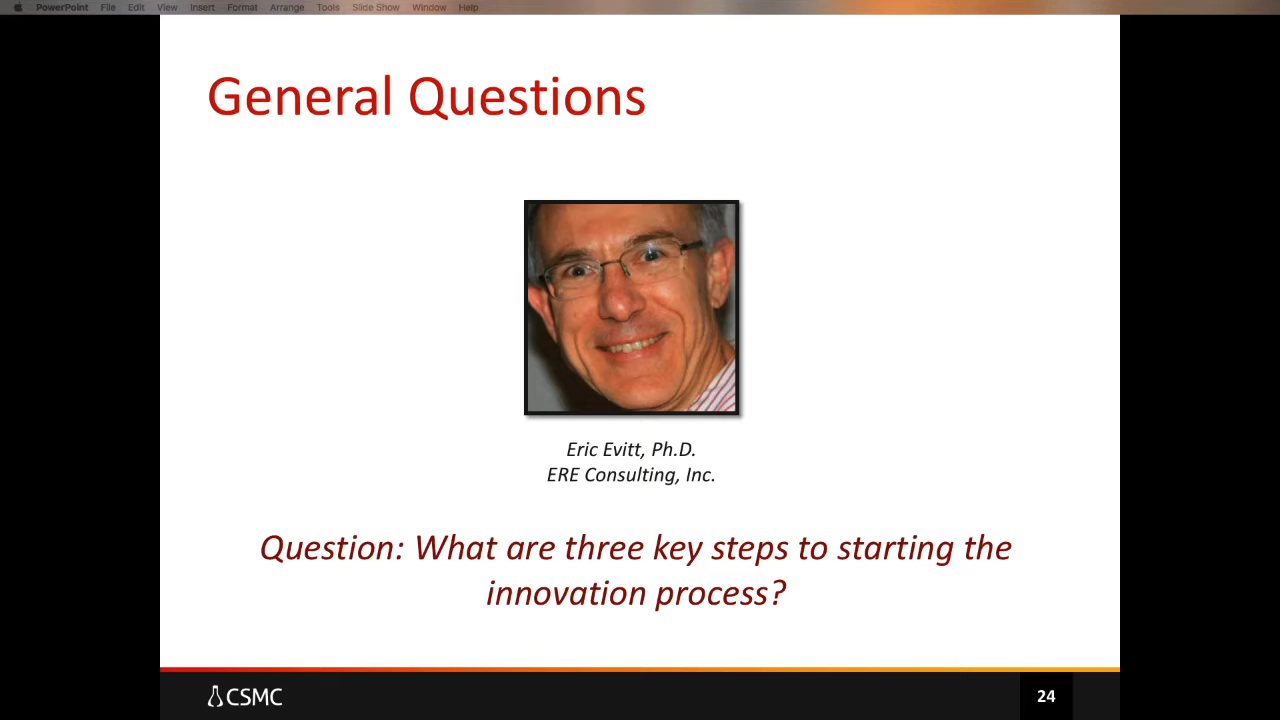 PowerPoint File Edit View Insert Format Arrange Tools Slide Show Window Help
General Questions
Eric Evitt, Ph.D.
ERE Consulting, Inc.
Question: What are three key steps to starting the
innovation process?
CSMC
24